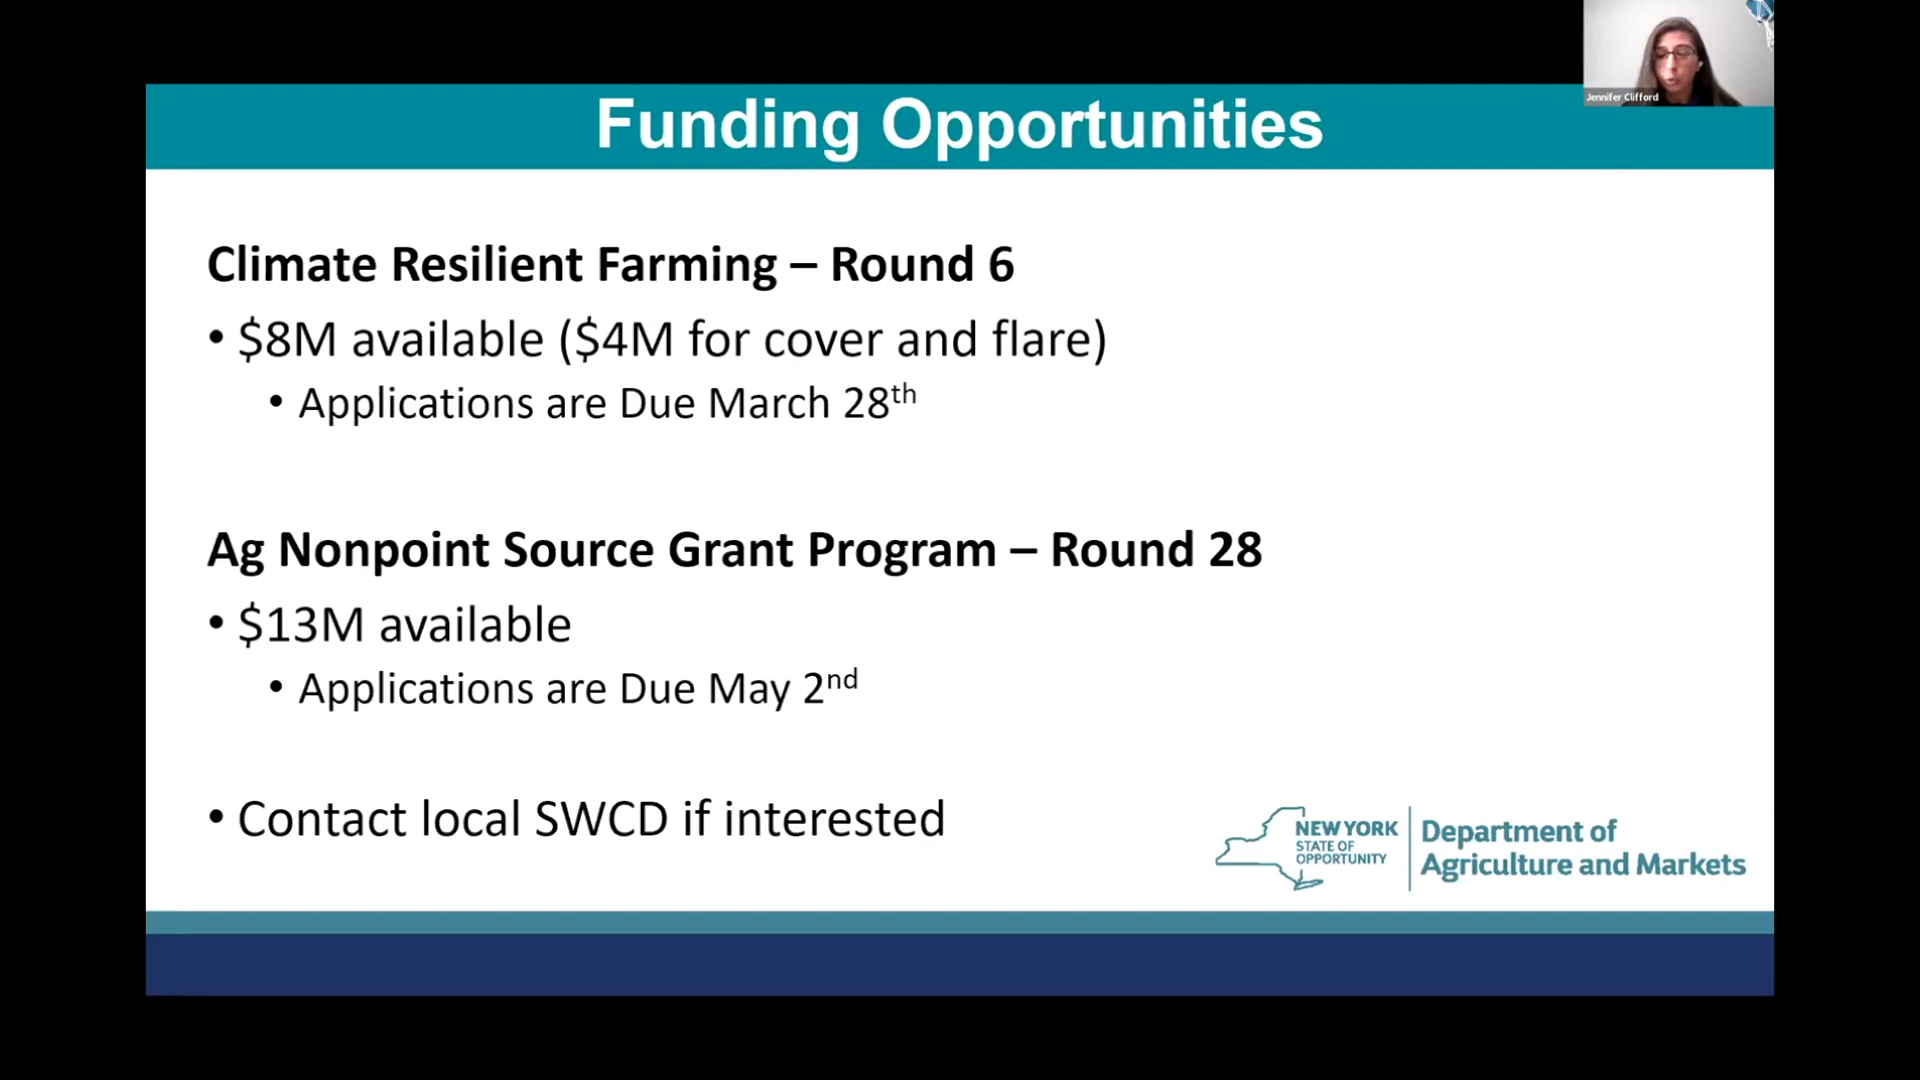 Jennifer Clifford
Funding Opportunities
Climate Resilient Farming – Round 6
• $8M available ($4M for cover and flare)
• Applications are Due March 28th
Ag Nonpoint Source Grant Program – Round 28
• $13M available
• Applications are Due May 2nd
• Contact local SWCD if interested
NEW YORK
STATE OF
OPPORTUNITY
Department of
Agriculture and Markets